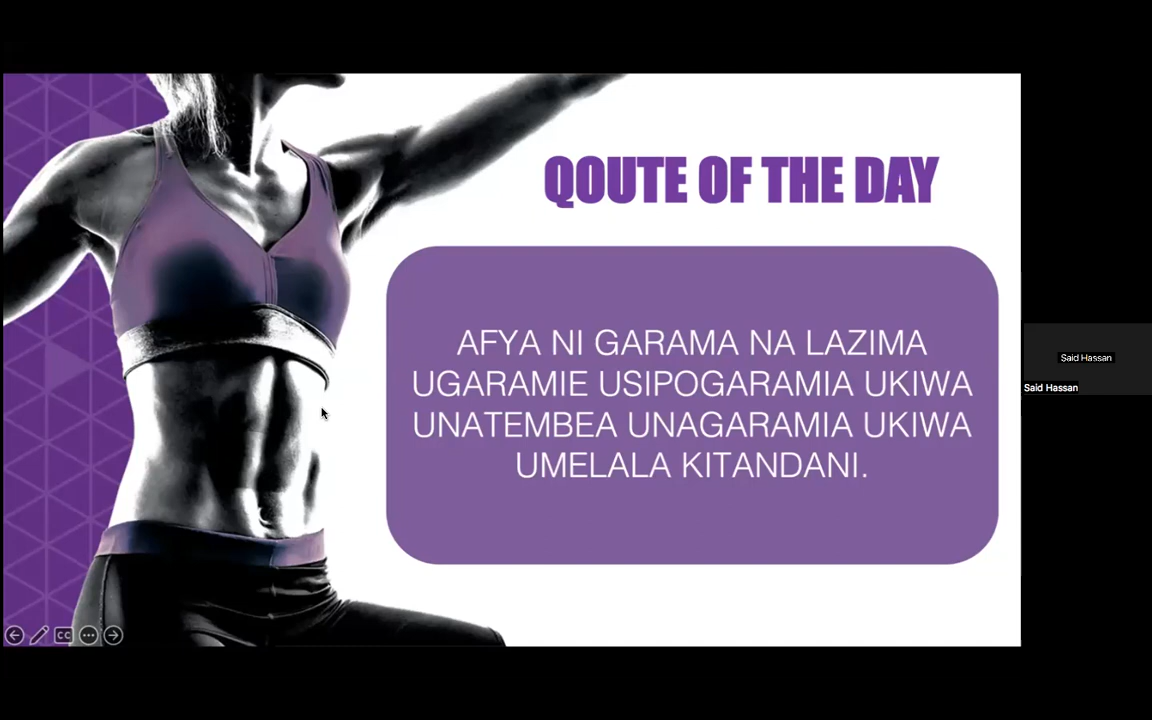 QOUTE OF THE DAY
AFYA NI GARAMA NA LAZIMA
UGARAMIE USIPOGARAMIA UKIWA
UNATEMBEA UNAGARAMIA UKIWA
UMELALA KITANDANI.
Said Hassan
Said Hassan
CC